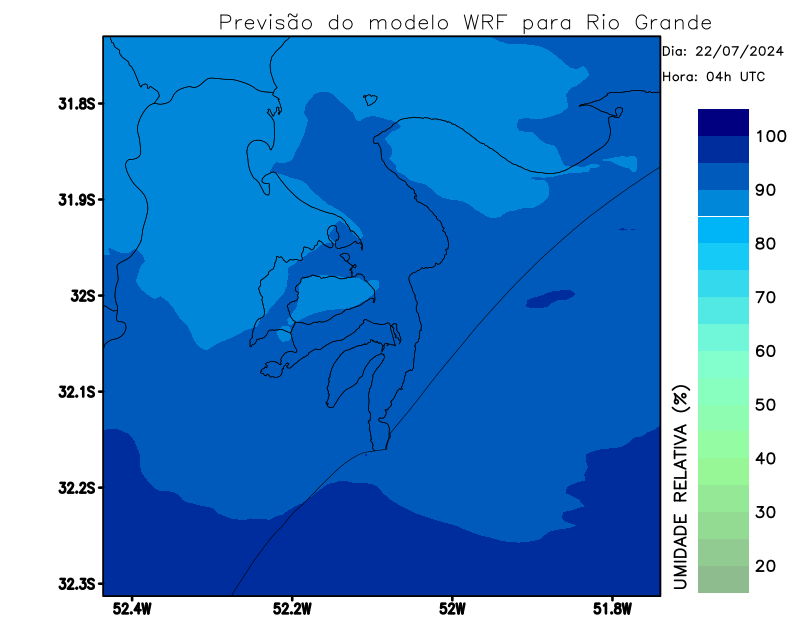 Previsão do modelo WRF para Rio Grande
Dia: 22/07/2024
Hora: 04h UTC
31.8S
31.9S
32S
32.1S
32.2S
32.3S
52.4W
52.2W
52W
51.8W
100
90
80
70
60
50
40
30
20
UMIDADE RELATIVA (%)